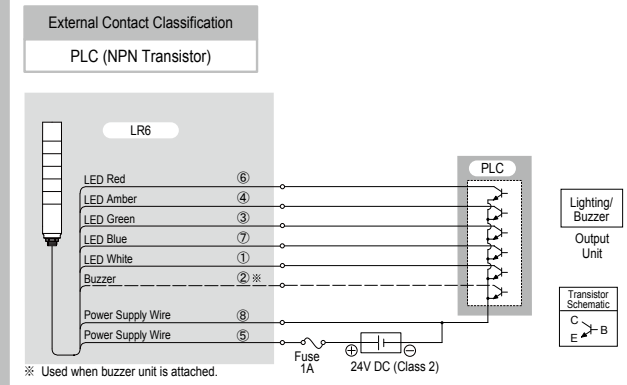 External Contact Classification
PLC (NPN Transistor)
LR6
PLC
LED Red ⑥
LED Amber ④
LED Green ③
LED Blue ⑦
LED White ①
Buzzer ②※
Power Supply Wire ⑧
Power Supply Wire ⑤
Fuse
1A
⊕ ⊖
24V DC (Class 2)
※ Used when buzzer unit is attached.
Lighting/
Buzzer
Output
Unit
Transistor
Schematic
C
B
E